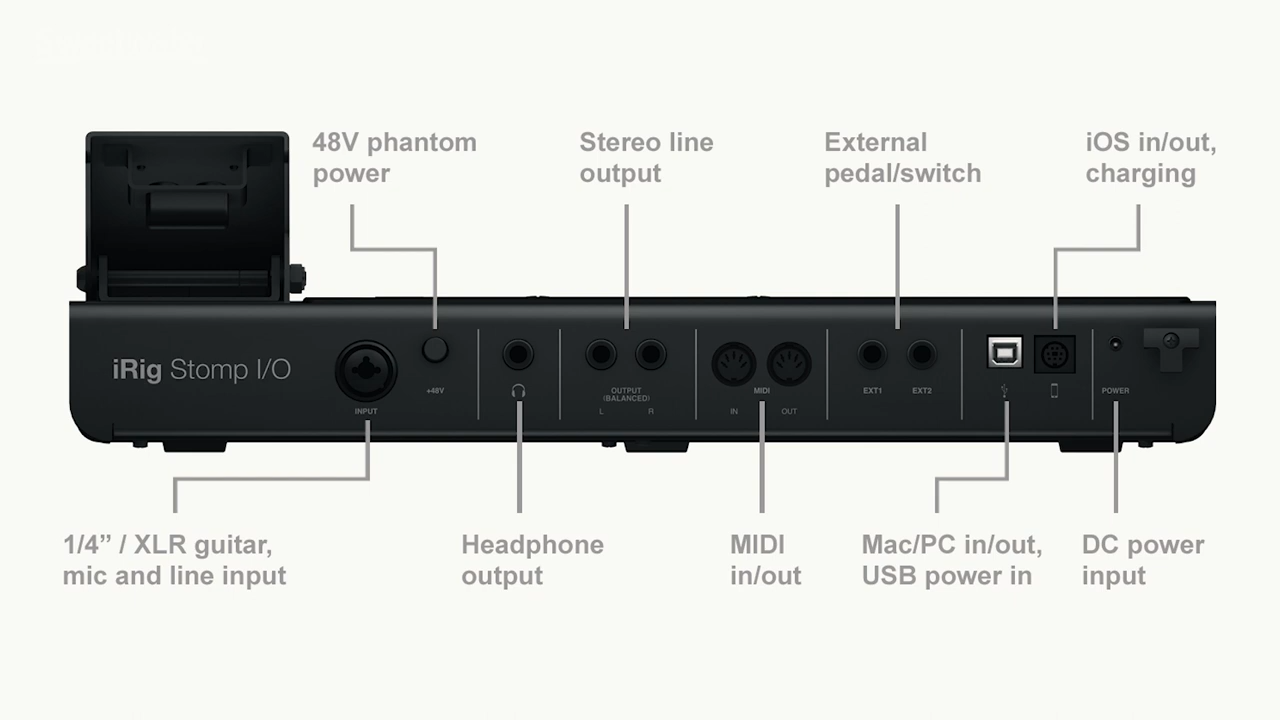 48V phantom
power
Stereo line
output
External
pedal/switch
iOS in/out,
charging
iRig Stomp I/O
+48V
INPUT
OUTPUT
(BALANCED)
L
R
MIDI
IN
OUT
EXT1
EXT2
POWER
1/4” / XLR guitar,
mic and line input
Headphone
output
MIDI
in/out
Mac/PC in/out,
USB power in
DC power
input